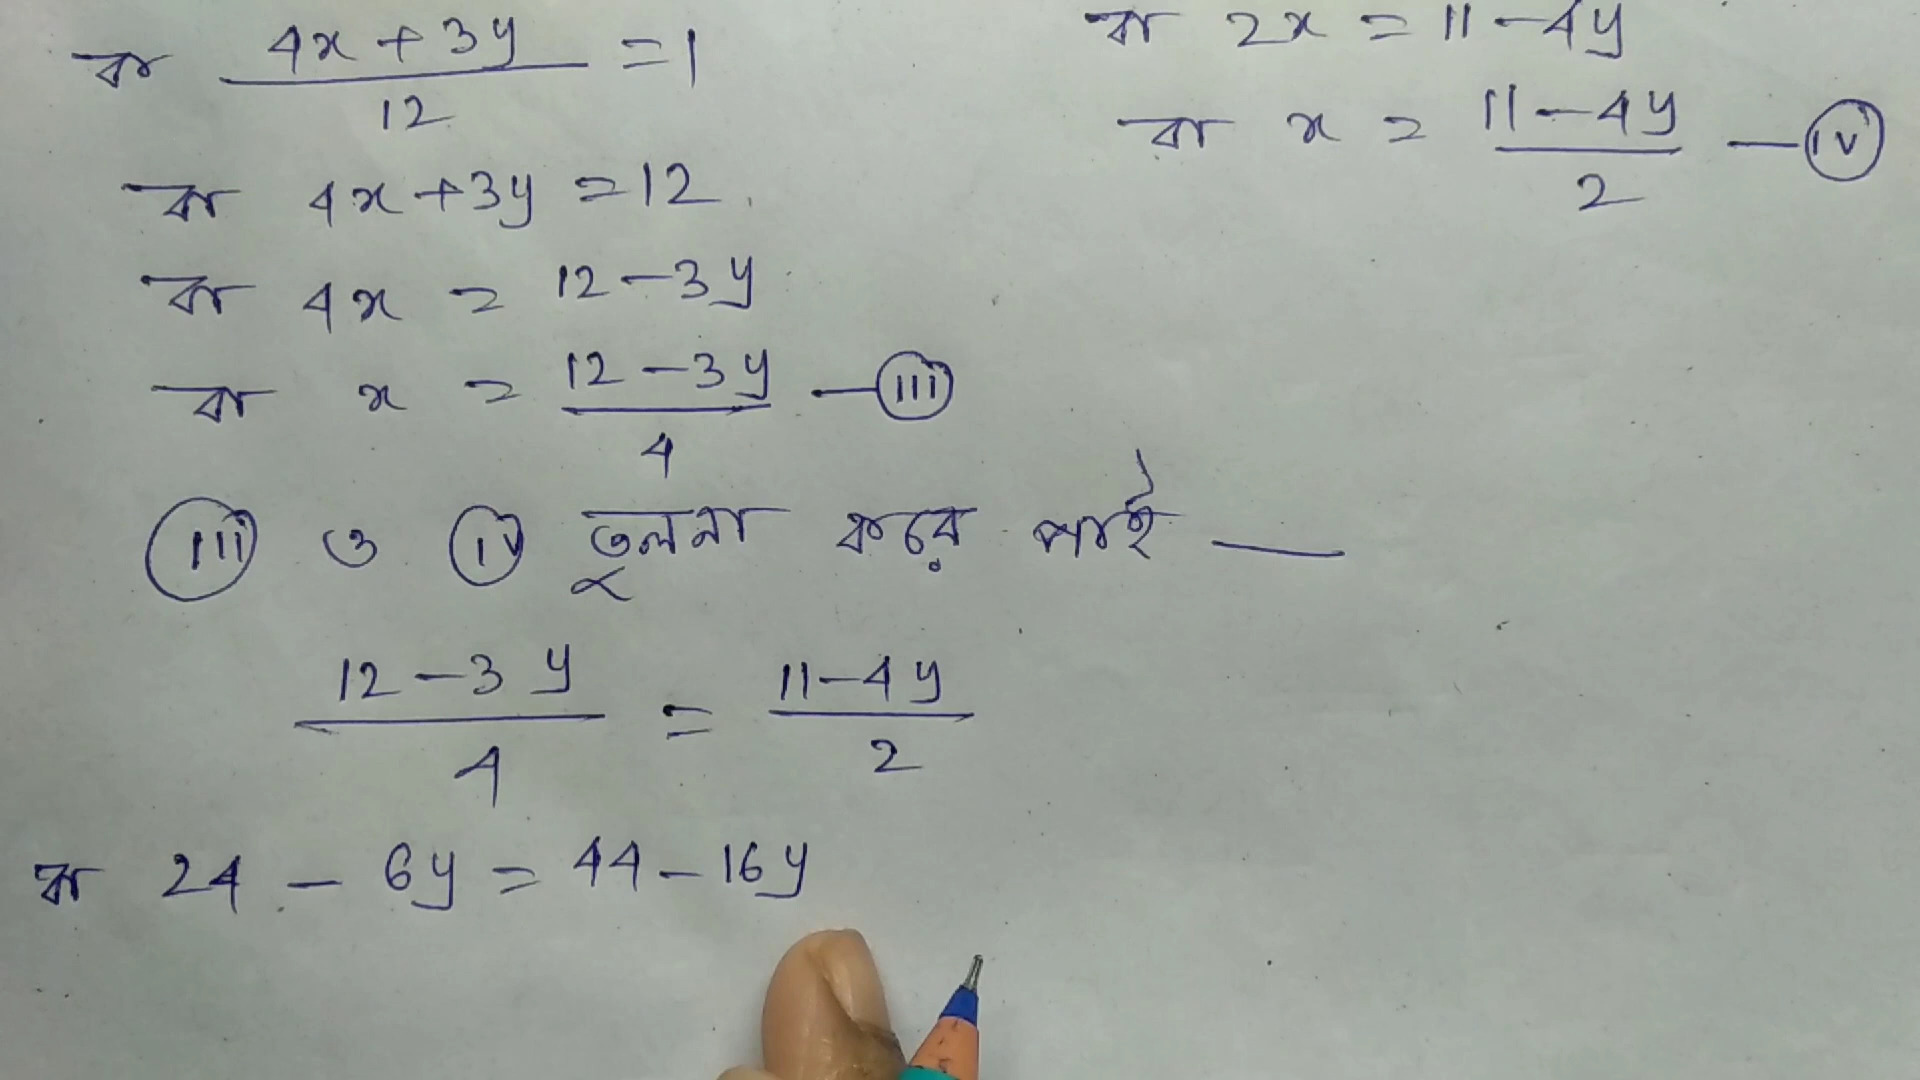 বা (4x + 3y)/12 = 1
বা 4x + 3y = 12
বা 4x = 12 - 3y
বা x = (12 - 3y)/4 — (iii)
বা 2x = 11 - 4y
বা x = (11 - 4y)/2 — (iv)
(iii) ও (iv) তুলনা করে পাই —
(12 - 3y)/4 = (11 - 4y)/2
বা 24 - 6y = 44 - 16y